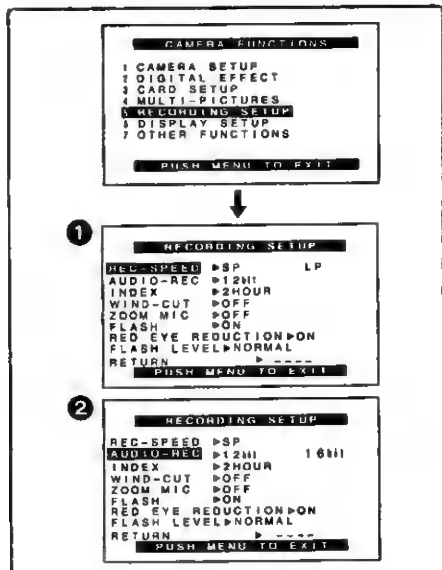 CAMERA FUNCTIONS
1 CAMERA SETUP
2 DIGITAL EFFECT
3 CARD SETUP
4 MULTI-PICTURES
5 RECORDING SETUP
6 DISPLAY SETUP
7 OTHER FUNCTIONS
PUSH MENU TO EXIT
1
RECORDING SETUP
REC-SPEED ▶SP LP
AUDIO-REC ▶12bit
INDEX ▶2HOUR
WIND-CUT ▶OFF
ZOOM MIC ▶OFF
FLASH ▶ON
RED EYE REDUCTION▶ON
FLASH LEVEL▶NORMAL
RETURN ▶ ----
PUSH MENU TO EXIT
2
RECORDING SETUP
REC-SPEED ▶SP
AUDIO-REC ▶12bit 16bit
INDEX ▶2HOUR
WIND-CUT ▶OFF
ZOOM MIC ▶OFF
FLASH ▶ON
RED EYE REDUCTION▶ON
FLASH LEVEL▶NORMAL
RETURN ▶ ----
PUSH MENU TO EXIT